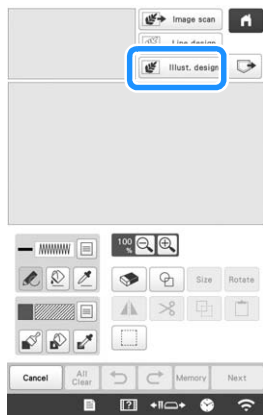 Image scan
Line design
Illust. design
100 %
Size
Rotate
Cancel
All Clear
Memory
Next